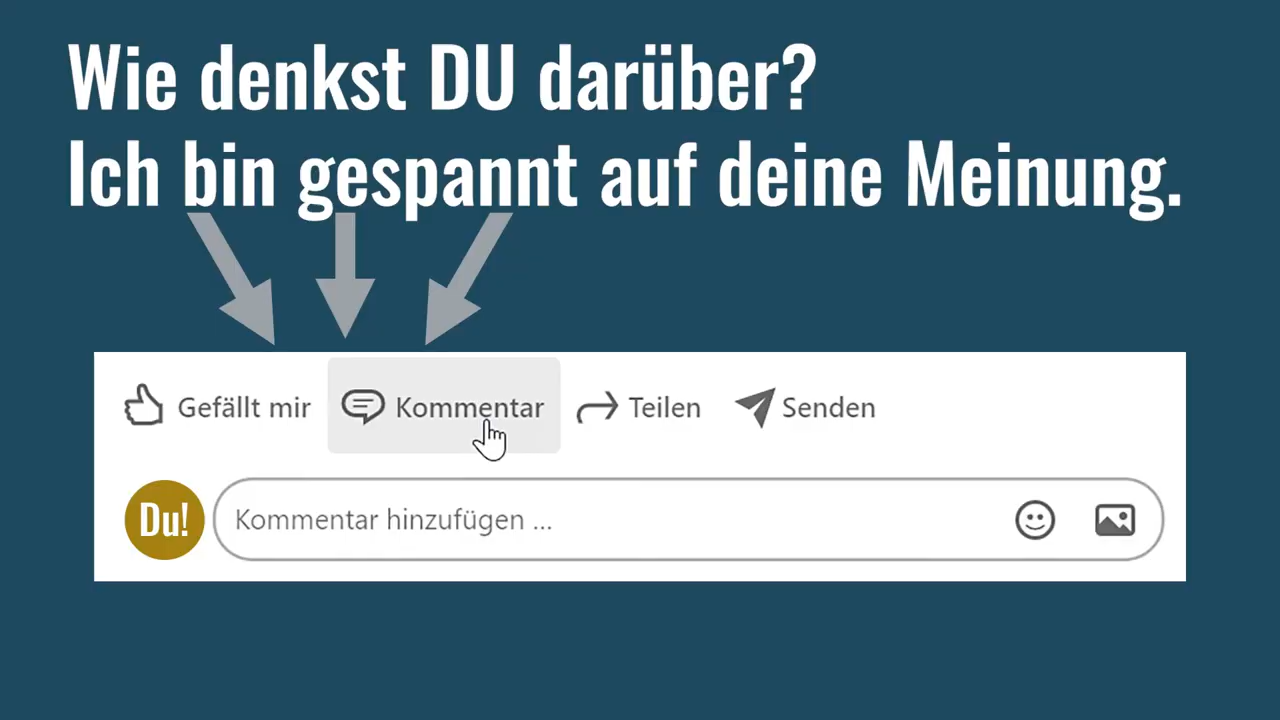 Wie denkst DU darüber?
Ich bin gespannt auf deine Meinung.
Gefällt mir Kommentar Teilen Senden
Du! Kommentar hinzufügen ...